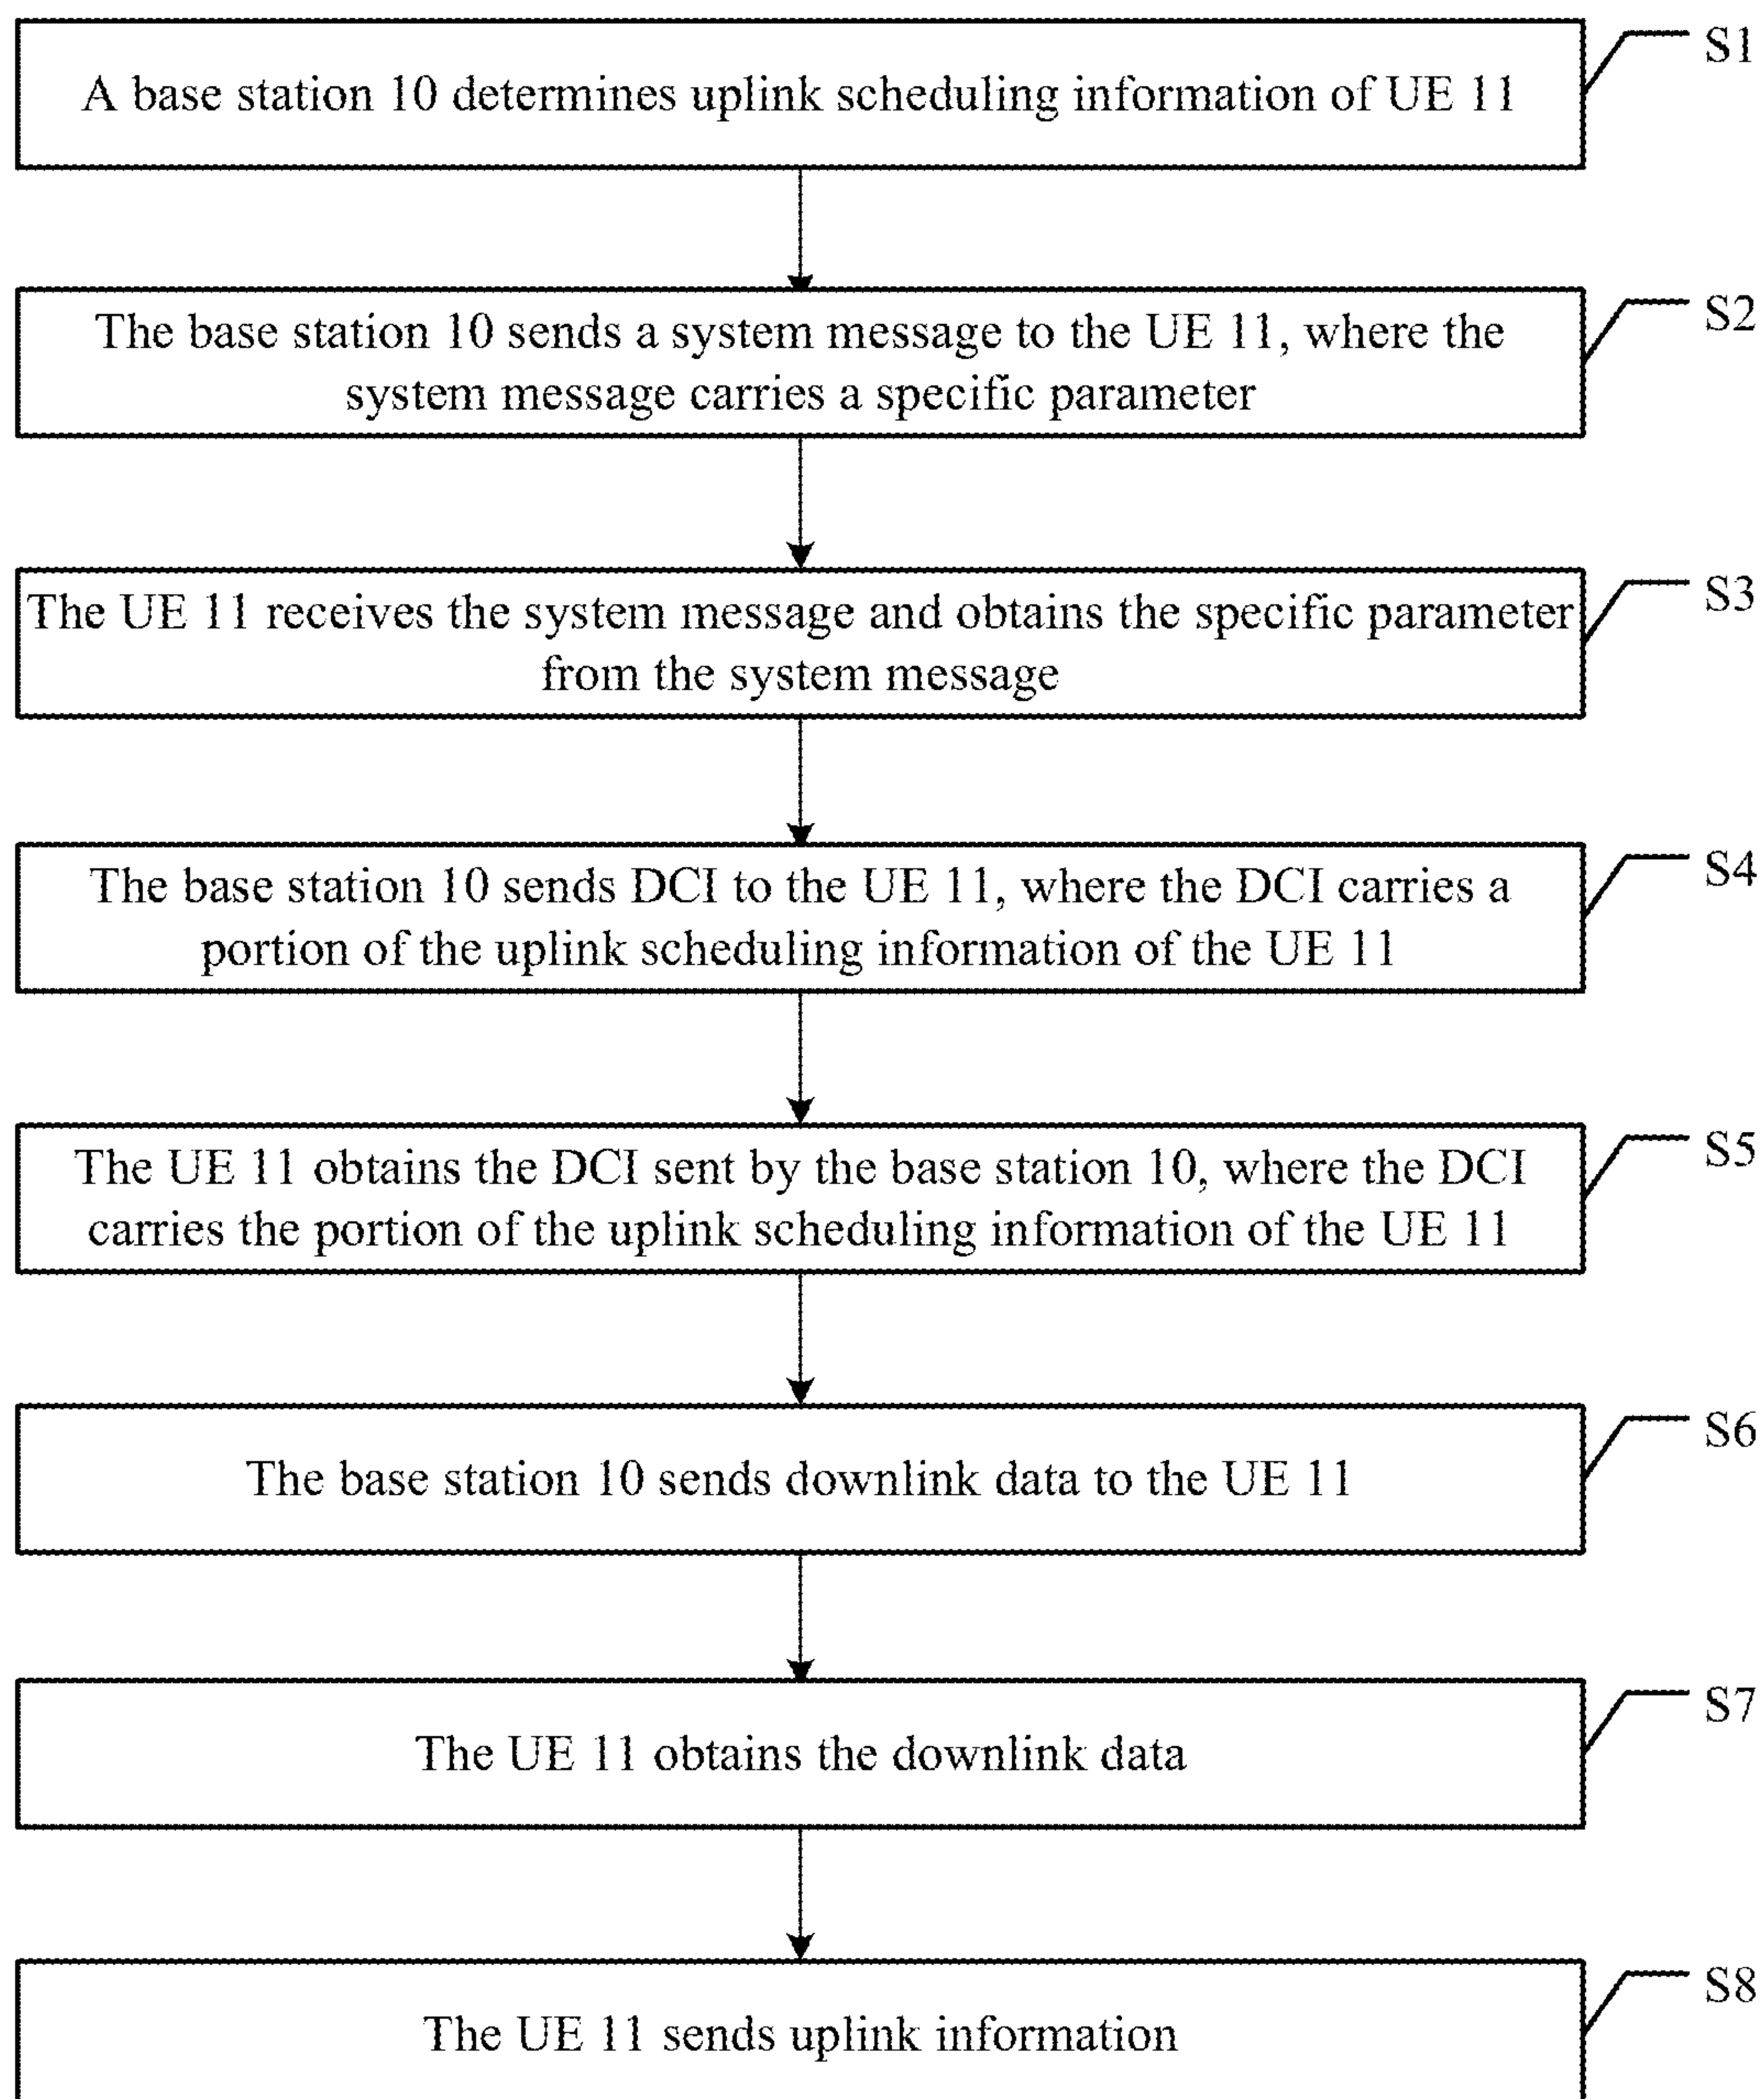 A base station 10 determines uplink scheduling information of UE 11
S1
The base station 10 sends a system message to the UE 11, where the
system message carries a specific parameter
S2
The UE 11 receives the system message and obtains the specific parameter
from the system message
S3
The base station 10 sends DCI to the UE 11, where the DCI carries a
portion of the uplink scheduling information of the UE 11
S4
The UE 11 obtains the DCI sent by the base station 10, where the DCI
carries the portion of the uplink scheduling information of the UE 11
S5
The base station 10 sends downlink data to the UE 11
S6
The UE 11 obtains the downlink data
S7
The UE 11 sends uplink information
S8